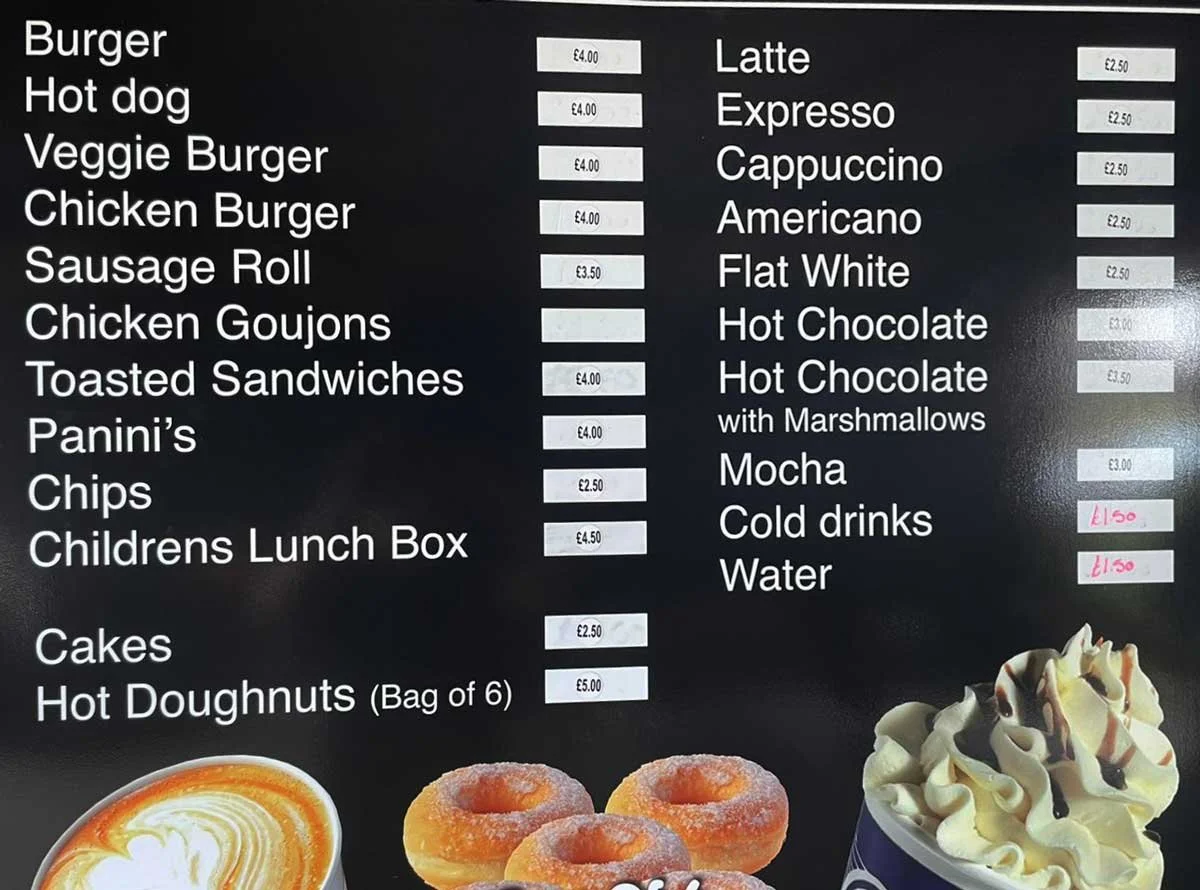 Burger £4.00
Hot dog £4.00
Veggie Burger £4.00
Chicken Burger £4.00
Sausage Roll £3.50
Chicken Goujons
Toasted Sandwiches £4.00
Panini's £4.00
Chips £2.50
Childrens Lunch Box £4.50
Cakes £2.50
Hot Doughnuts (Bag of 6) £5.00
Latte £2.50
Expresso £2.50
Cappuccino £2.50
Americano £2.50
Flat White £2.50
Hot Chocolate £3.00
Hot Chocolate £3.50
with Marshmallows
Mocha £3.00
Cold drinks £1.50
Water £1.50